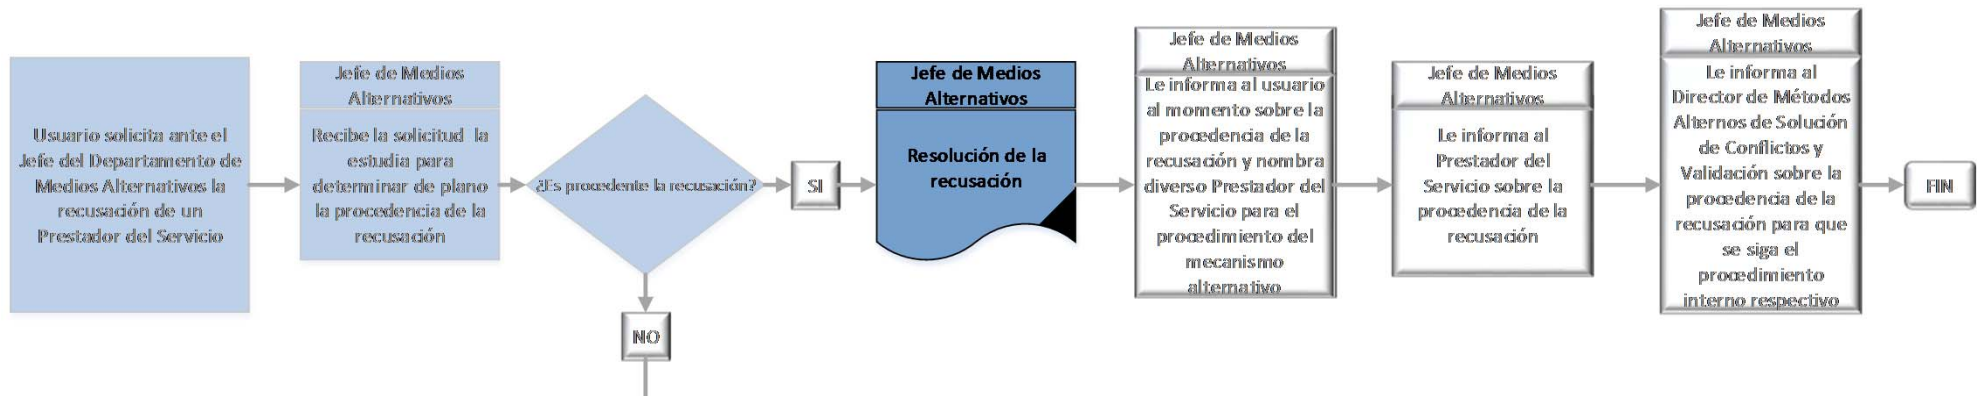 Usuario solicita ante el
Jefe del Departamento de
Medios Alternativos la
recusación de un
Prestador del Servicio
Jefe de Medios
Alternativos
Recibe la solicitud la
estudia para
determinar de plano
la procedencia de la
recusación
¿Es procedente la recusación?
SI
NO
Jefe de Medios
Alternativos
Resolución de la
recusación
Jefe de Medios
Alternativos
Le informa al usuario
al momento sobre la
procedencia de la
recusación y nombra
diverso Prestador del
Servicio para el
procedimiento del
mecanismo
alternativo
Jefe de Medios
Alternativos
Le informa al
Prestador del
Servicio sobre la
procedencia de la
recusación
Jefe de Medios
Alternativos
Le informa al
Director de Métodos
Alternos de Solución
de Conflictos y
Validación sobre la
procedencia de la
recusación para que
se siga el
procedimiento
interno respectivo
FIN